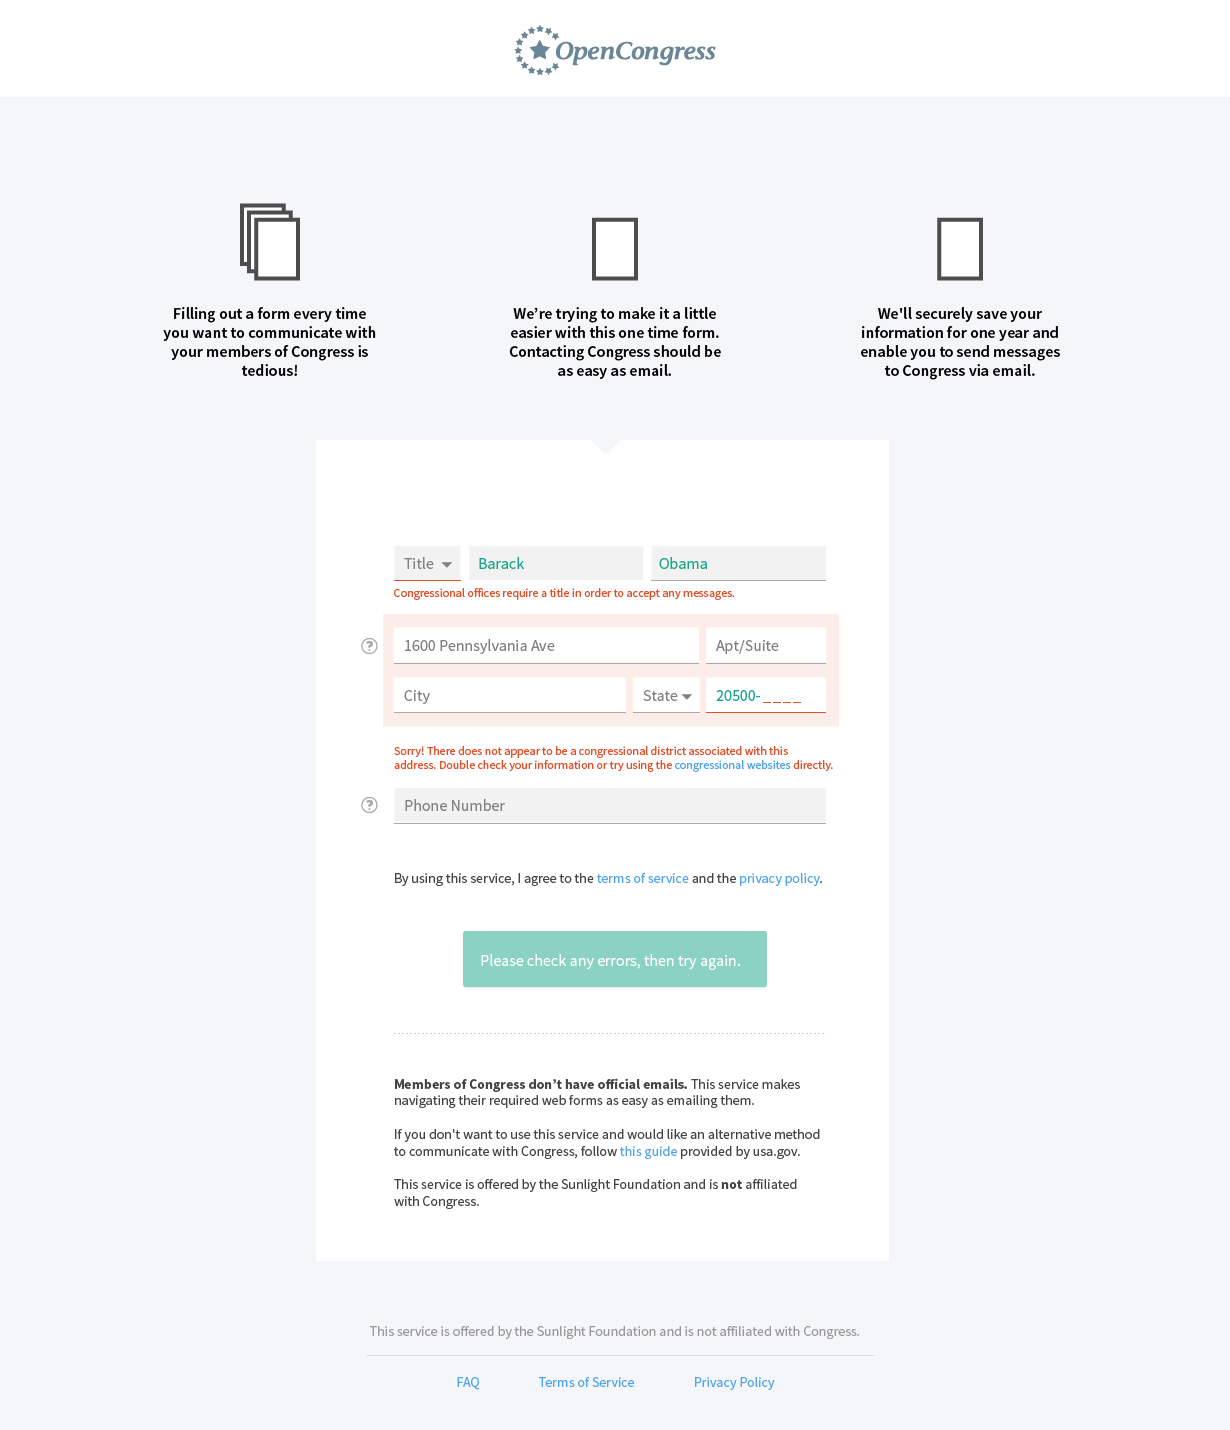 OpenCongress
Filling out a form every time
you want to communicate with
your members of Congress is
tedious!
We’re trying to make it a little
easier with this one time form.
Contacting Congress should be
as easy as email.
We'll securely save your
information for one year and
enable you to send messages
to Congress via email.
Title Barack Obama
Congressional offices require a title in order to accept any messages.
? 1600 Pennsylvania Ave Apt/Suite
City State 20500-_ _ _ _
Sorry! There does not appear to be a congressional district associated with this
address. Double check your information or try using the congressional websites directly.
? Phone Number
By using this service, I agree to the terms of service and the privacy policy.
Please check any errors, then try again.
Members of Congress don’t have official emails. This service makes
navigating their required web forms as easy as emailing them.
If you don't want to use this service and would like an alternative method
to communicate with Congress, follow this guide provided by usa.gov.
This service is offered by the Sunlight Foundation and is not affiliated
with Congress.
This service is offered by the Sunlight Foundation and is not affiliated with Congress.
FAQ Terms of Service Privacy Policy